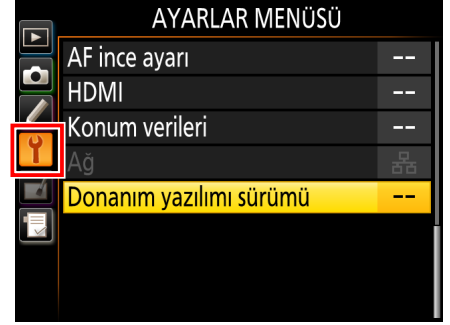 AYARLAR MENÜSÜ
AF ince ayarı --
HDMI --
Konum verileri --
Ağ
Donanım yazılımı sürümü --